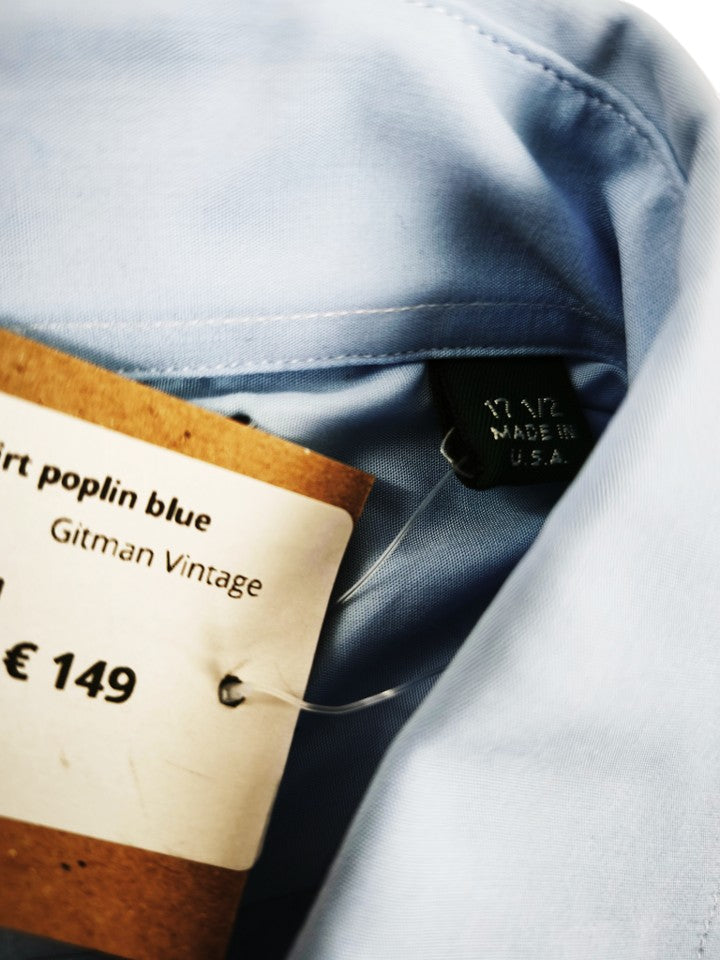 17 1/2
MADE IN
U.S.A.
irt poplin blue
Gitman Vintage
€ 149